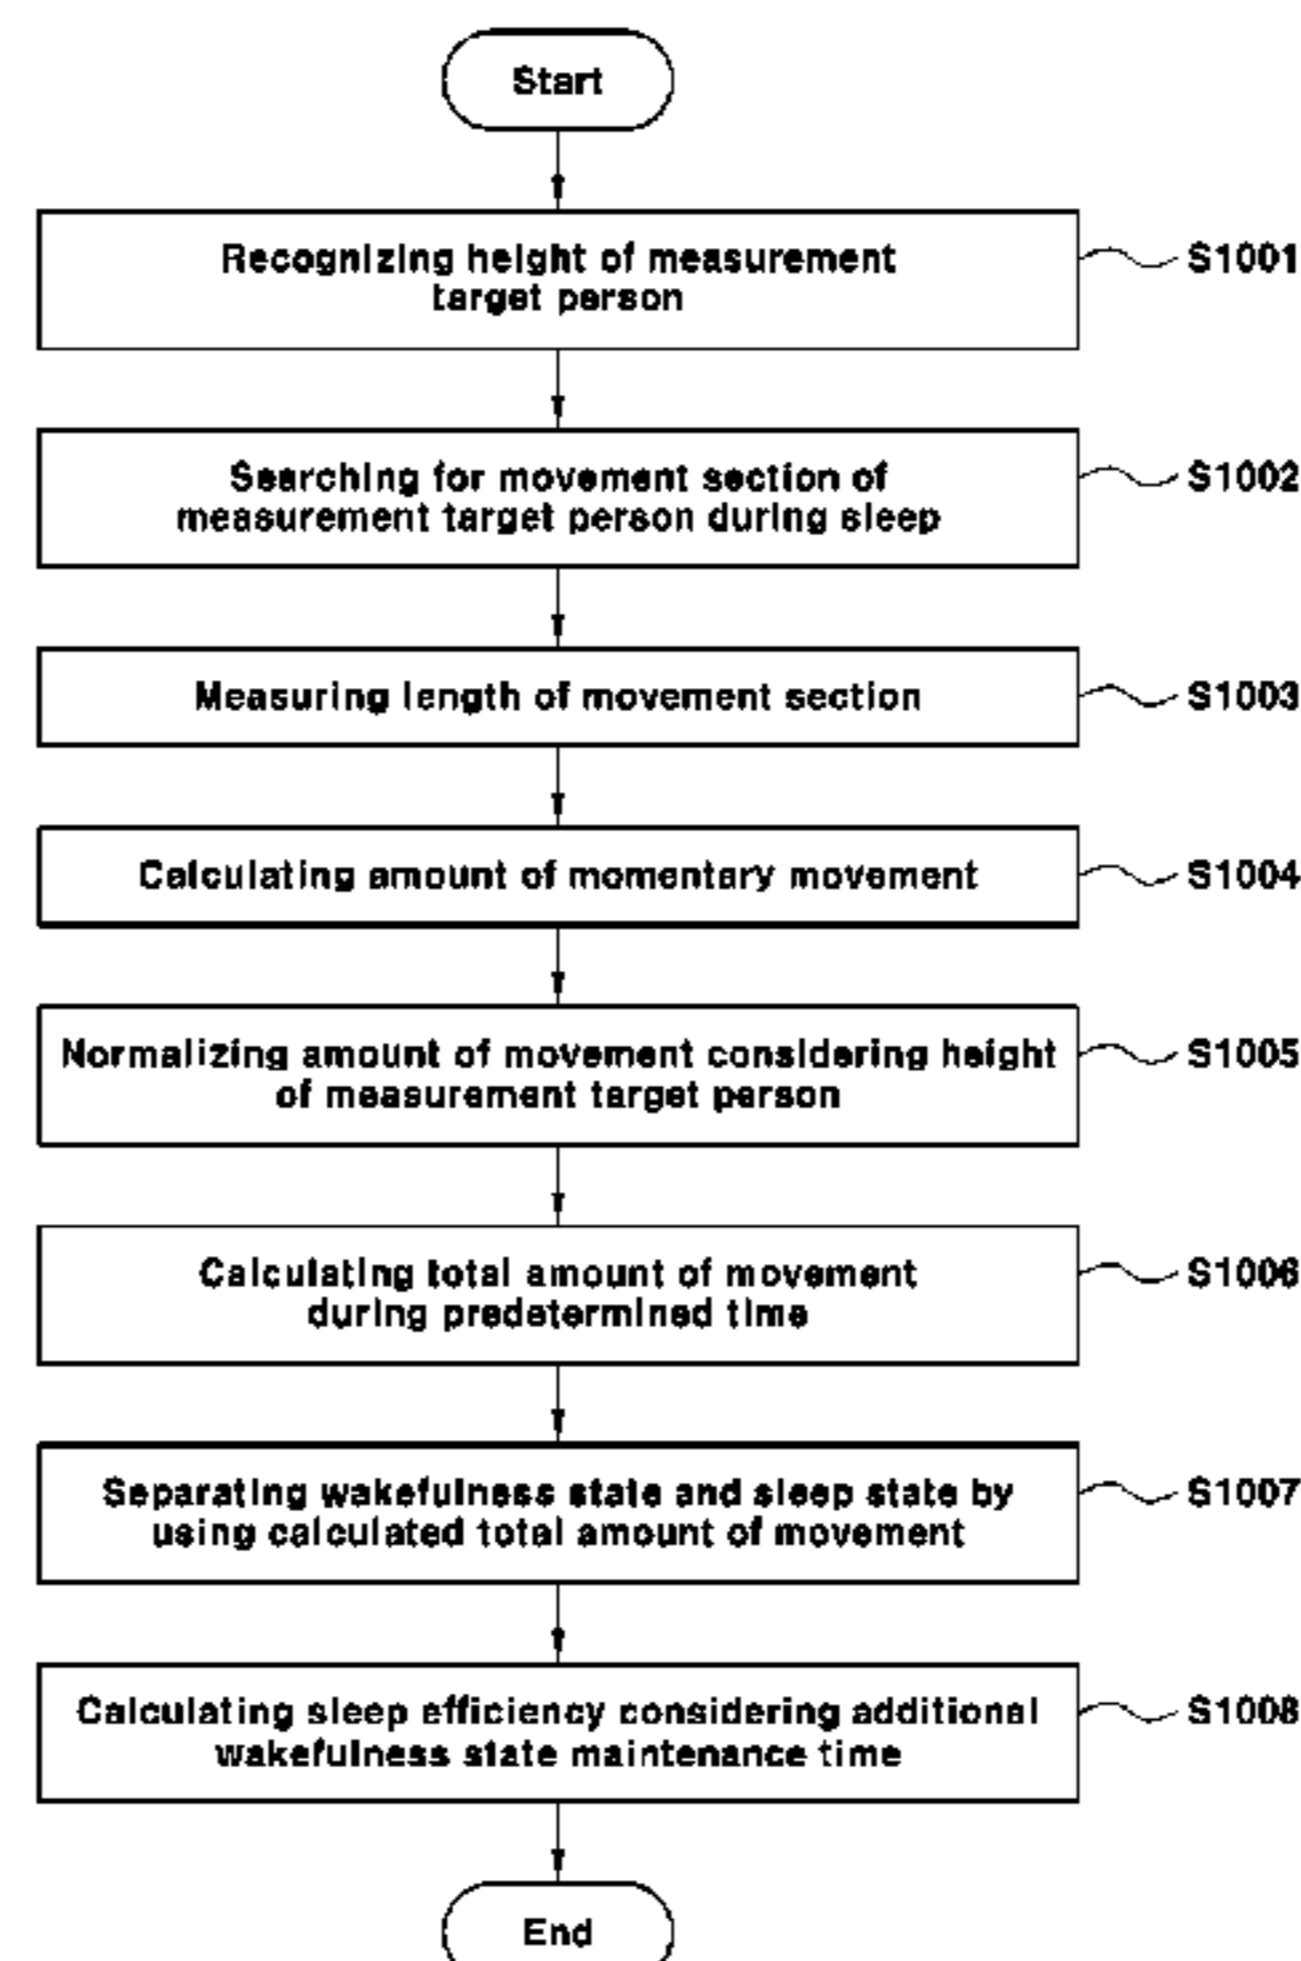 Start
Recognizing height of measurement
target person
S1001
Searching for movement section of
measurement target person during sleep
S1002
Measuring length of movement section
S1003
Calculating amount of momentary movement
S1004
Normalizing amount of movement considering height
of measurement target person
S1005
Calculating total amount of movement
during predetermined time
S1006
Separating wakefulness state and sleep state by
using calculated total amount of movement
S1007
Calculating sleep efficiency considering additional
wakefulness state maintenance time
S1008
End